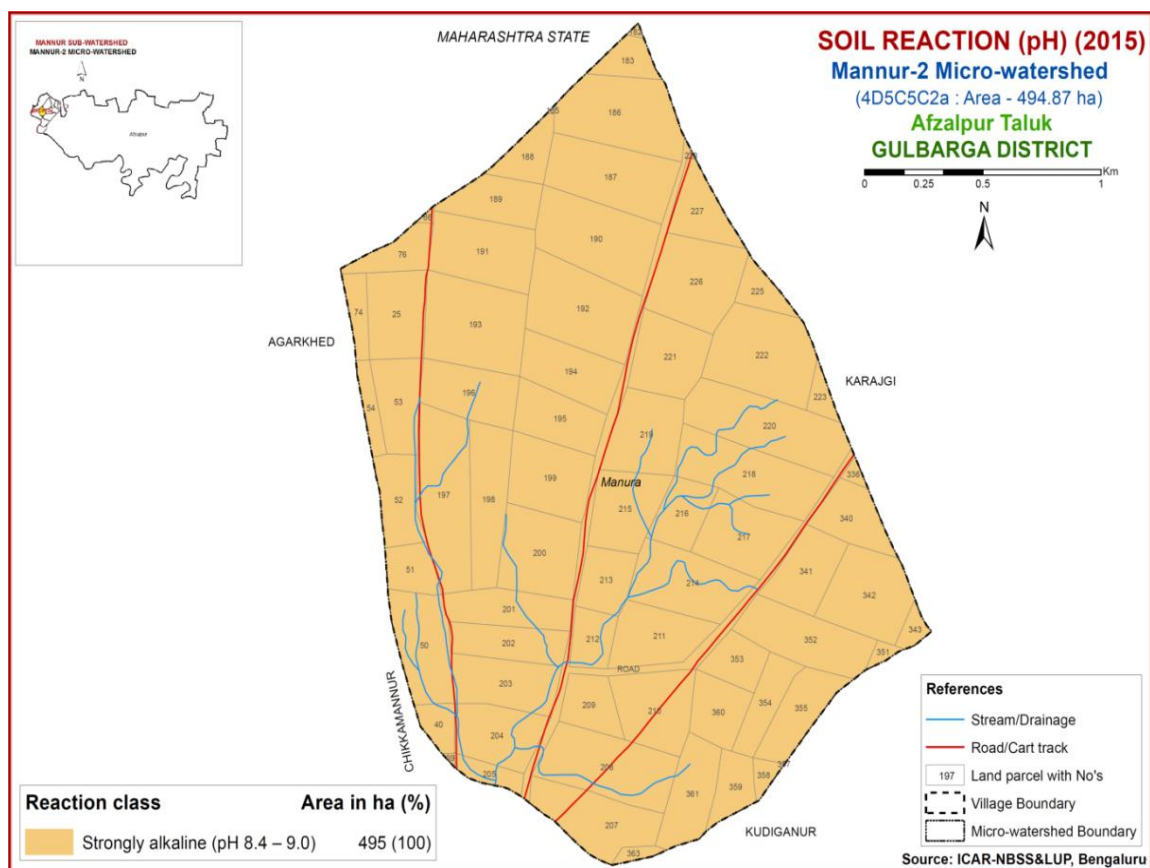 MANNUR SUB-WATERSHED
MANNUR-2 MICRO-WATERSHED
N
Afzalpur
MAHARASHTRA STATE
SOIL REACTION (pH) (2015)
Mannur-2 Micro-watershed
(4D5C5C2a : Area - 494.87 ha)
Afzalpur Taluk
GULBARGA DISTRICT
Km
0 0.25 0.5 1
N
183
186
188
187
227
189
190
191
76
226
225
192
74 25
193
221 222
AGARKHED
194
KARAJGI
196
223
54 53
195
220
219
199 218
336
52 197 198
Manura
215 216
340
217
200
341
51
213 214
342
201
343
50 202 212 211 352
351
353
ROAD
203
354 355
209
360
CHIKKAMANNUR
40
204
205
358
359
361
207
363
KUDIGANUR
References
Stream/Drainage
Road/Cart track
197 Land parcel with No's
Village Boundary
Micro-watershed Boundary
Reaction class Area in ha (%)
Strongly alkaline (pH 8.4 – 9.0) 495 (100)
Source: ICAR-NBSS&LUP, Bengaluru